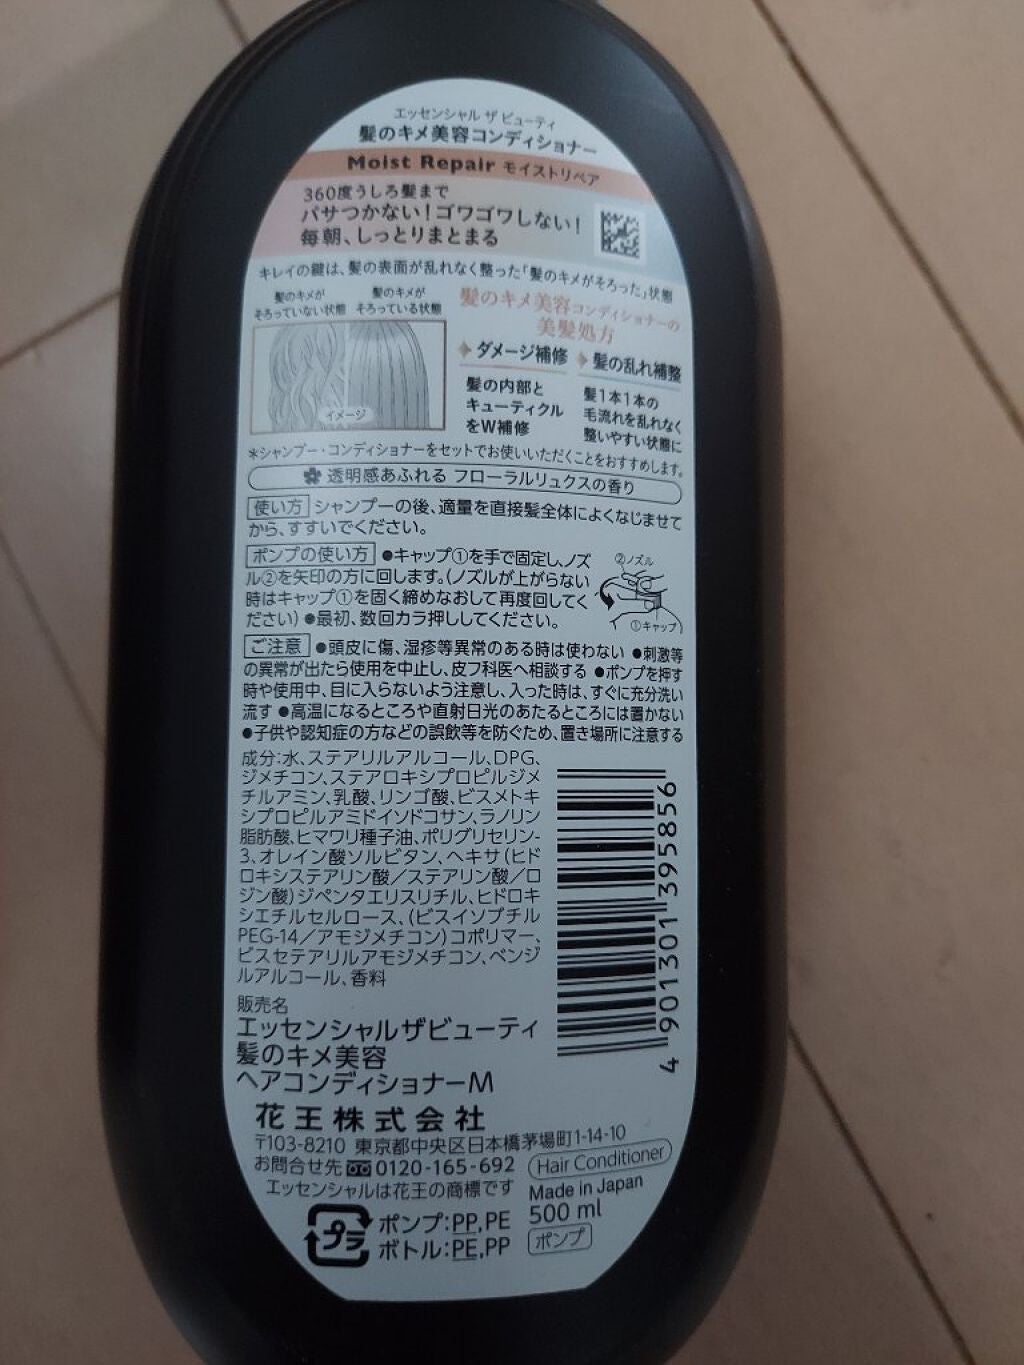 エッセンシャル ザ ビューティ
髪のキメ美容コンディショナー
Moist Repair モイストリペア
360度うしろ髪まで
パサつかない!ゴワゴワしない!
毎朝、しっとりまとまる
キレイの鍵は、髪の表面が乱れなく整った「髪のキメがそろった」状態
髪のキメが
そろっていない状態
髪のキメが
そろっている状態
イメージ
髪のキメ美容コンディショナーの
美髪処方
ダメージ補修
髪の内部と
キューティクル
をW補修
髪の乱れ補整
髪1本1本の
毛流れを乱れなく
整いやすい状態に
*シャンプー・コンディショナーをセットでお使いいただくことをおすすめします。
透明感あふれる フローラルリュクスの香り
使い方 シャンプーの後、適量を直接髪全体によくなじませて
から、すすいでください。
ポンプの使い方 ●キャップ①を手で固定し、ノズ
ル②を矢印の方に回します。(ノズルが上がらない
時はキャップ①を固く締めなおして再度回してく
ださい) ●最初、数回カラ押ししてください。
②ノズル
①キャップ
ご注意 ●頭皮に傷、湿疹等異常のある時は使わない ●刺激等
の異常が出たら使用を中止し、皮フ科医へ相談する ●ポンプを押す
時や使用中、目に入らないよう注意し、入った時は、すぐに充分洗い
流す ●高温になるところや直射日光のあたるところには置かない
●子供や認知症の方などの誤飲等を防ぐため、置き場所に注意する
成分:水、ステアリルアルコール、DPG、
ジメチコン、ステアロキシプロピルジメ
チルアミン、乳酸、リンゴ酸、ビスメトキ
シプロピルアミドイソドコサン、ラノリン
脂肪酸、ヒマワリ種子油、ポリグリセリン-
3、オレイン酸ソルビタン、ヘキサ(ヒド
ロキシステアリン酸/ステアリン酸/ロ
ジン酸)ジペンタエリスリチル、ヒドロキ
シエチルセルロース、(ビスイソブチル
PEG-14/アモジメチコン)コポリマー、
ビスセテアリルアモジメチコン、ベンジ
ルアルコール、香料
4 901301 395856
販売名
エッセンシャルザビューティ
髪のキメ美容
ヘアコンディショナーM
花王株式会社
〒103-8210 東京都中央区日本橋茅場町1-14-10
お問合せ先 0120-165-692
エッセンシャルは花王の商標です
Hair Conditioner
Made in Japan
500 ml
ポンプ
プラ
ポンプ:PP,PE
ボトル:PE,PP